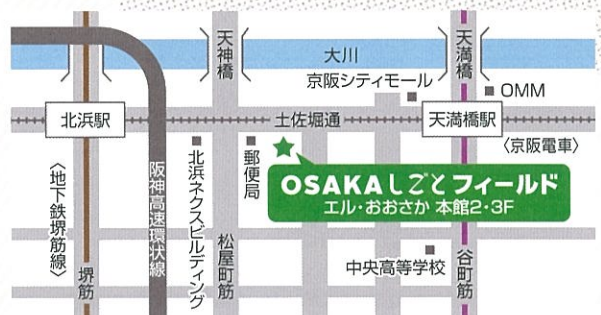 天神橋
大川
天満橋
京阪シティモール
OMM
北浜駅
土佐堀通
天満橋駅
〈京阪電車〉
〈地下鉄堺筋線〉
阪神高速環状線
北浜ネクスビルディング
郵便局
OSAKAしごとフィールド
エル・おおさか 本館2・3F
堺筋
松屋町筋
中央高等学校
谷町筋